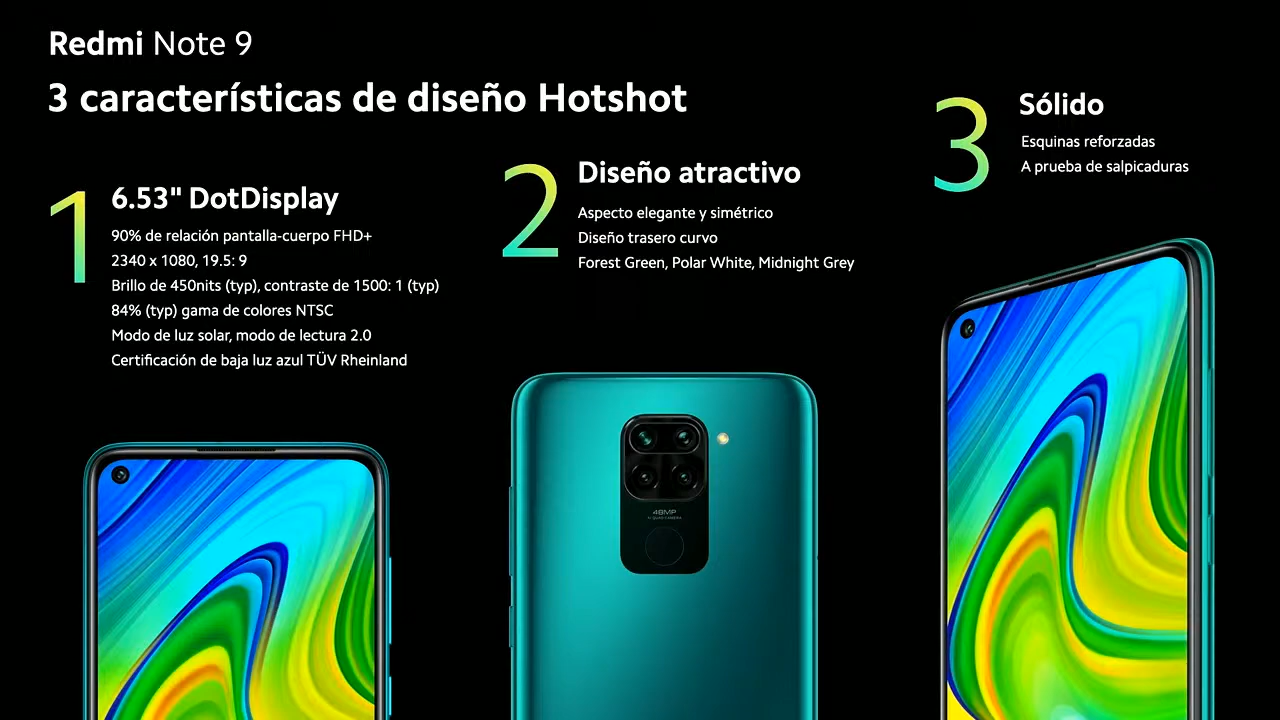 Redmi Note 9
3 características de diseño Hotshot
1
6.53" DotDisplay
90% de relación pantalla-cuerpo FHD+
2340 x 1080, 19.5: 9
Brillo de 450nits (typ), contraste de 1500: 1 (typ)
84% (typ) gama de colores NTSC
Modo de luz solar, modo de lectura 2.0
Certificación de baja luz azul TÜV Rheinland
2
Diseño atractivo
Aspecto elegante y simétrico
Diseño trasero curvo
Forest Green, Polar White, Midnight Grey
3
Sólido
Esquinas reforzadas
A prueba de salpicaduras
48MP
AI QUAD CAMERA